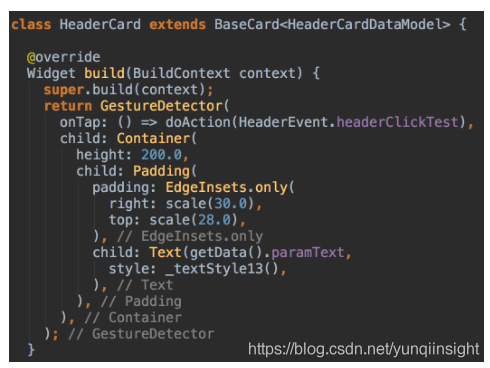 class HeaderCard extends BaseCard<HeaderCardDataModel> {
@override
Widget build(BuildContext context) {
super.build(context);
return GestureDetector(
onTap: () => doAction(HeaderEvent.headerClickTest),
child: Container(
height: 200.0,
child: Padding(
padding: EdgeInsets.only(
right: scale(30.0),
top: scale(28.0),
), // EdgeInsets.only
child: Text(getData().paramText,
style: _textStyle13(),
), // Text
), // Padding
), // Container
); // GestureDetector
}
https://blog.csdn.net/yunqiinsight